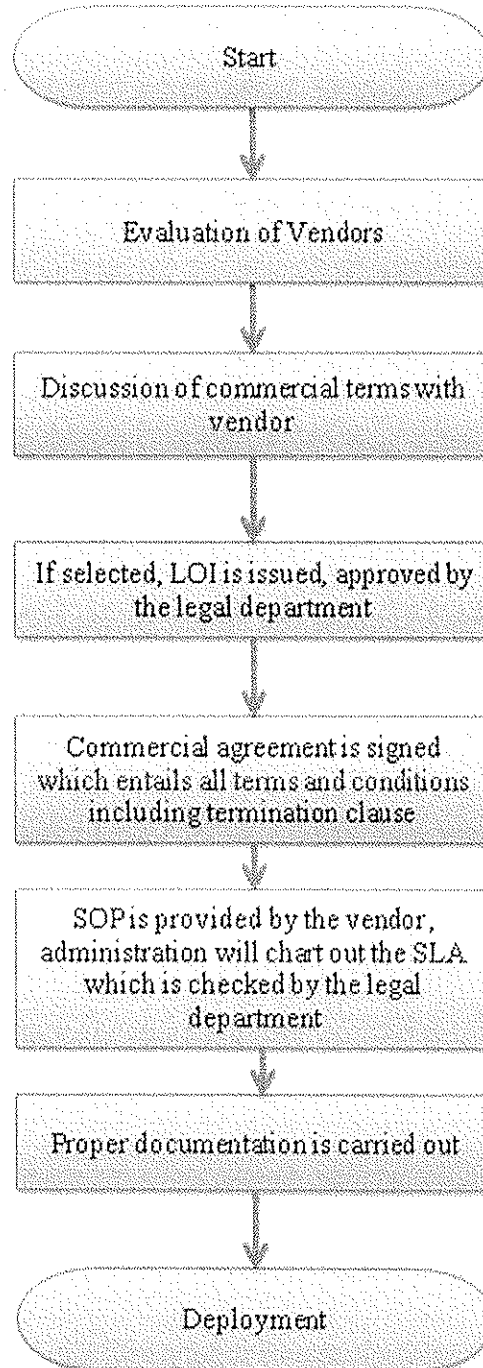 Start
Evaluation of Vendors
Discussion of commercial terms with
vendor
If selected, LOI is issued, approved by
the legal department
Commercial agreement is signed
which entails all terms and conditions
including termination clause
SOP is provided by the vendor,
administration will chart out the SLA
which is checked by the legal
department
Proper documentation is carried out
Deployment